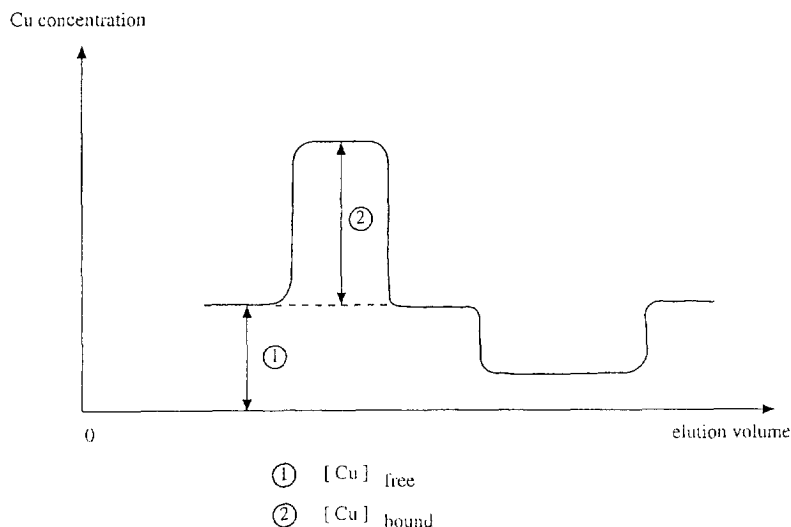 Cu concentration
②
①
0
elution volume
① [ Cu ] free
② [ Cu ] bound